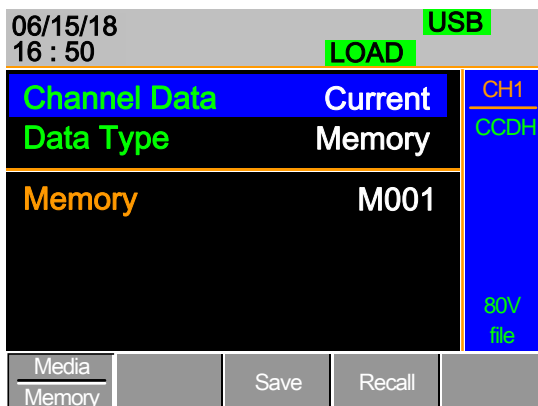 06/15/18 USB
16 : 50 LOAD
Channel Data Current
Data Type Memory
Memory M001
CH1
CCDH
80V
file
Media
Memory
Save
Recall